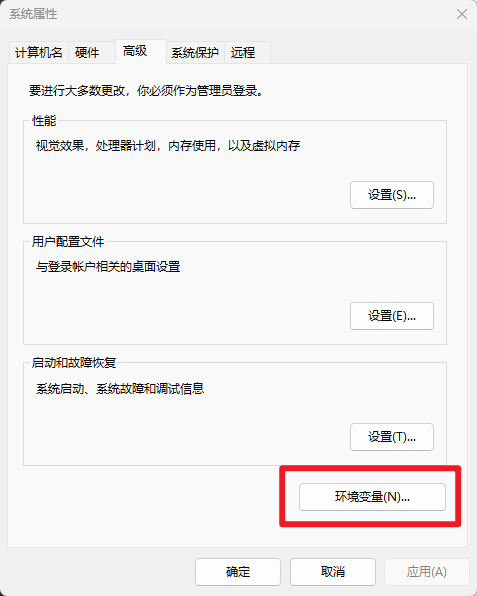 系统属性
计算机名 硬件 高级 系统保护 远程
要进行大多数更改，你必须作为管理员登录。
性能
视觉效果，处理器计划，内存使用，以及虚拟内存
设置(S)...
用户配置文件
与登录帐户相关的桌面设置
设置(E)...
启动和故障恢复
系统启动、系统故障和调试信息
设置(T)...
环境变量(N)...
确定 取消 应用(A)